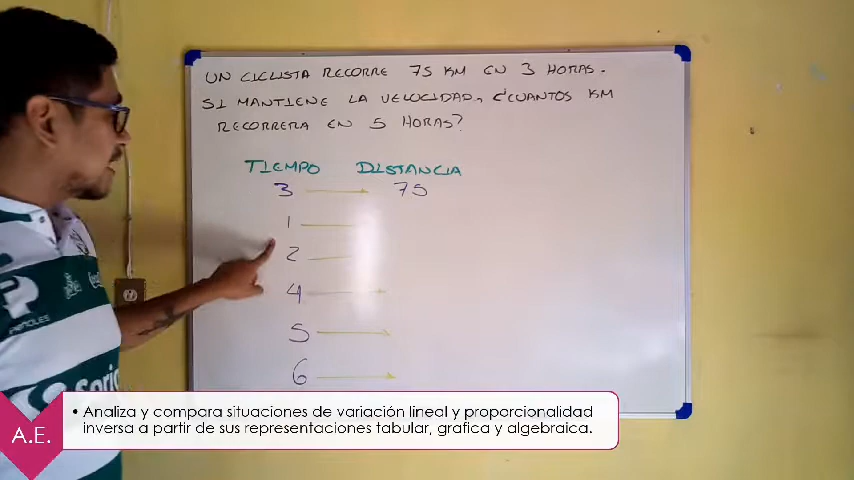 UN CICLISTA RECORRE 75 KM EN 3 HORAS.
SI MANTIENE LA VELOCIDAD, ¿CUANTOS KM
RECORRERA EN 5 HORAS?
TIEMPO DISTANCIA
3 75
1
2
4
5
6
A.E.
• Analiza y compara situaciones de variación lineal y proporcionalidad
inversa a partir de sus representaciones tabular, grafica y algebraica.